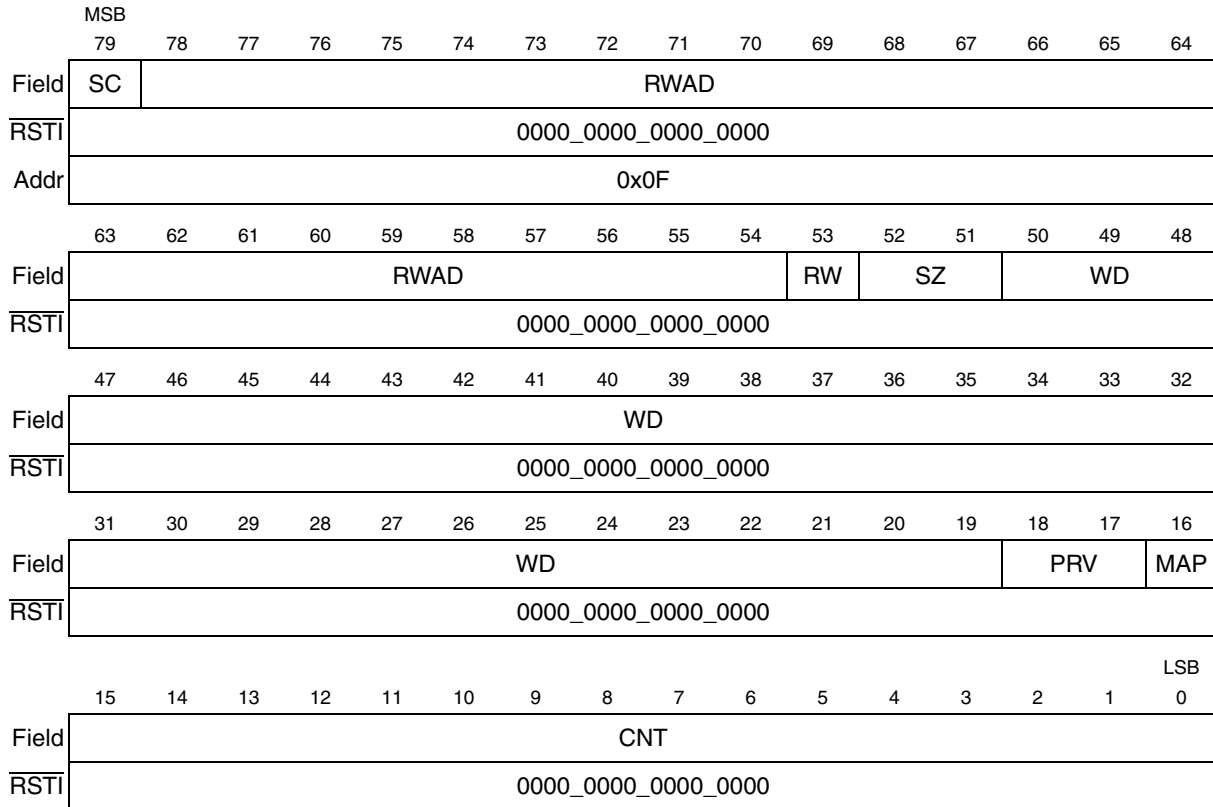 MSB
79 78 77 76 75 74 73 72 71 70 69 68 67 66 65 64
Field SC RWAD
RSTI 0000_0000_0000_0000
Addr 0x0F
63 62 61 60 59 58 57 56 55 54 53 52 51 50 49 48
Field RWAD RW SZ WD
RSTI 0000_0000_0000_0000
47 46 45 44 43 42 41 40 39 38 37 36 35 34 33 32
Field WD
RSTI 0000_0000_0000_0000
31 30 29 28 27 26 25 24 23 22 21 20 19 18 17 16
Field WD PRV MAP
RSTI 0000_0000_0000_0000
LSB
15 14 13 12 11 10 9 8 7 6 5 4 3 2 1 0
Field CNT
RSTI 0000_0000_0000_0000